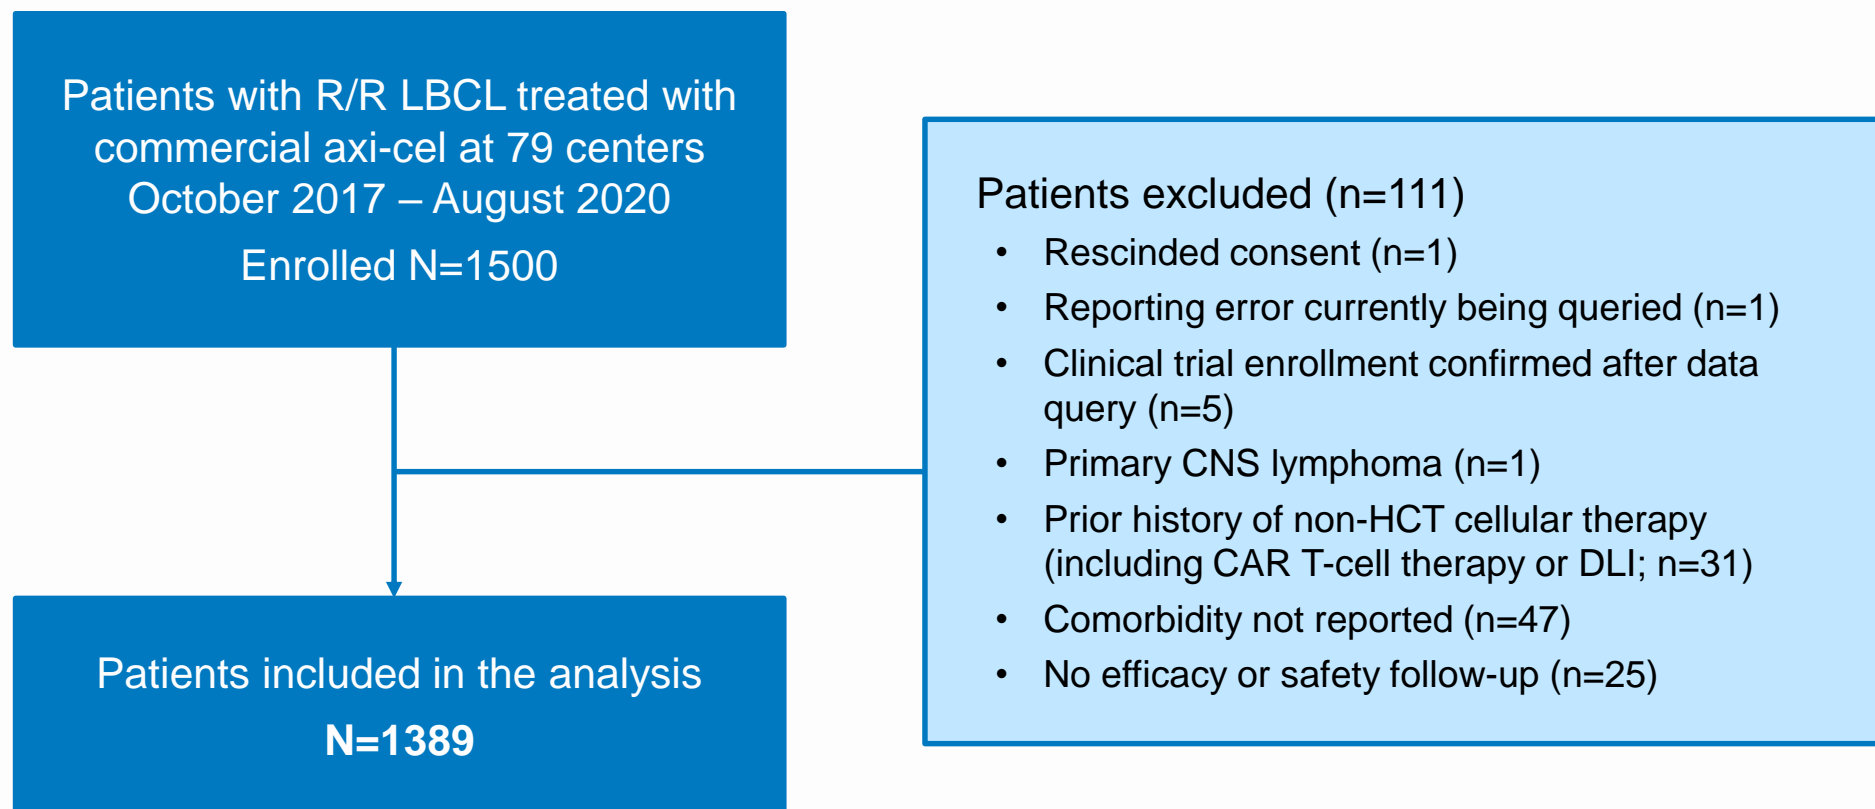 Patients with R/R LBCL treated with
commercial axi-cel at 79 centers
October 2017 – August 2020
Enrolled N=1500
Patients excluded (n=111)
• Rescinded consent (n=1)
• Reporting error currently being queried (n=1)
• Clinical trial enrollment confirmed after data
query (n=5)
• Primary CNS lymphoma (n=1)
• Prior history of non-HCT cellular therapy
(including CAR T-cell therapy or DLI; n=31)
• Comorbidity not reported (n=47)
• No efficacy or safety follow-up (n=25)
Patients included in the analysis
N=1389